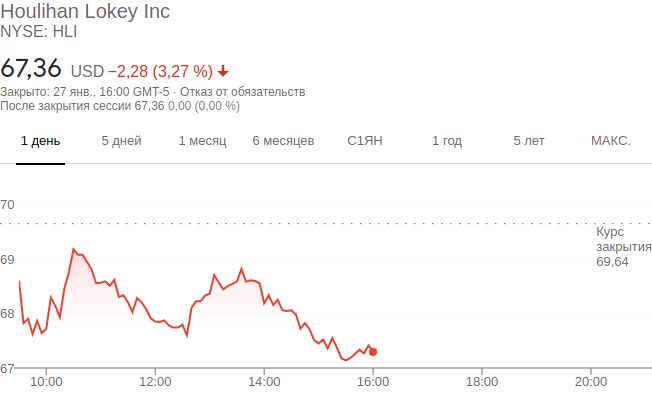 Houlihan Lokey Inc
NYSE: HLI
67,36 USD −2,28 (3,27 %)
Закрыто: 27 янв., 16:00 GMT-5 · Отказ от обязательств
После закрытия сессии 67,36 0,00 (0,00 %)
1 день 5 дней 1 месяц 6 месяцев С1ЯН 1 год 5 лет МАКС.
70
Курс
закрытия
69,64
69
68
67
10:00 12:00 14:00 16:00 18:00 20:00